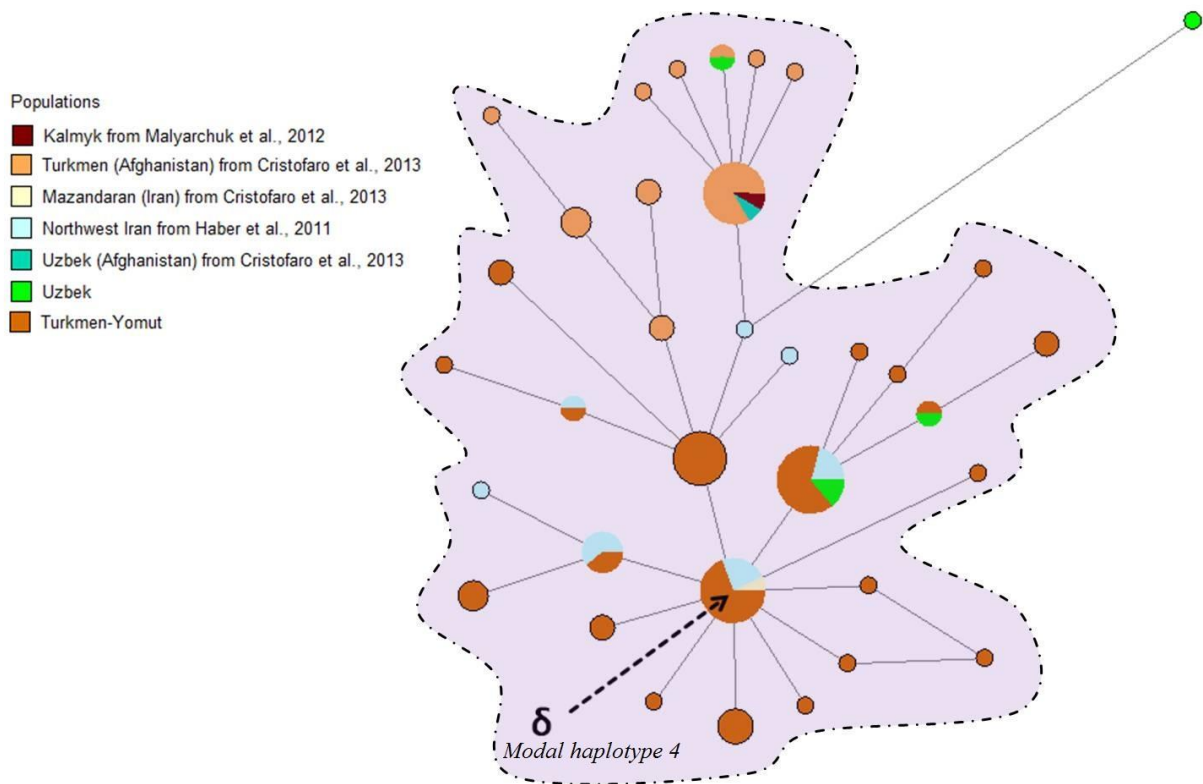 Populations
Kalmyk from Malyarchuk et al., 2012
Turkmen (Afghanistan) from Cristofaro et al., 2013
Mazandaran (Iran) from Cristofaro et al., 2013
Northwest Iran from Haber et al., 2011
Uzbek (Afghanistan) from Cristofaro et al., 2013
Uzbek
Turkmen-Yomut
δ
Modal haplotype 4